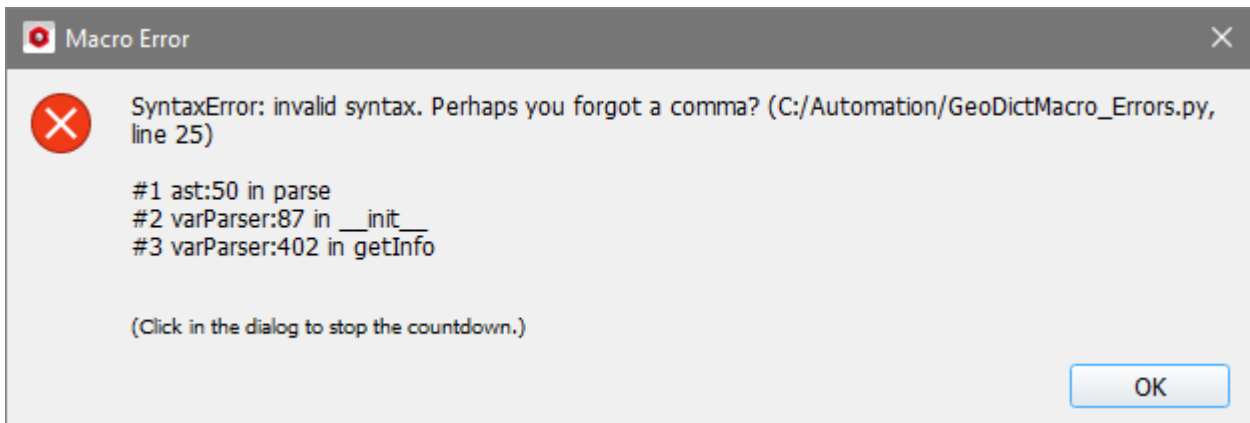 Macro Error
SyntaxError: invalid syntax. Perhaps you forgot a comma? (C:/Automation/GeoDictMacro_Errors.py,
line 25)
#1 ast:50 in parse
#2 varParser:87 in __init__
#3 varParser:402 in getInfo
(Click in the dialog to stop the countdown.)
OK